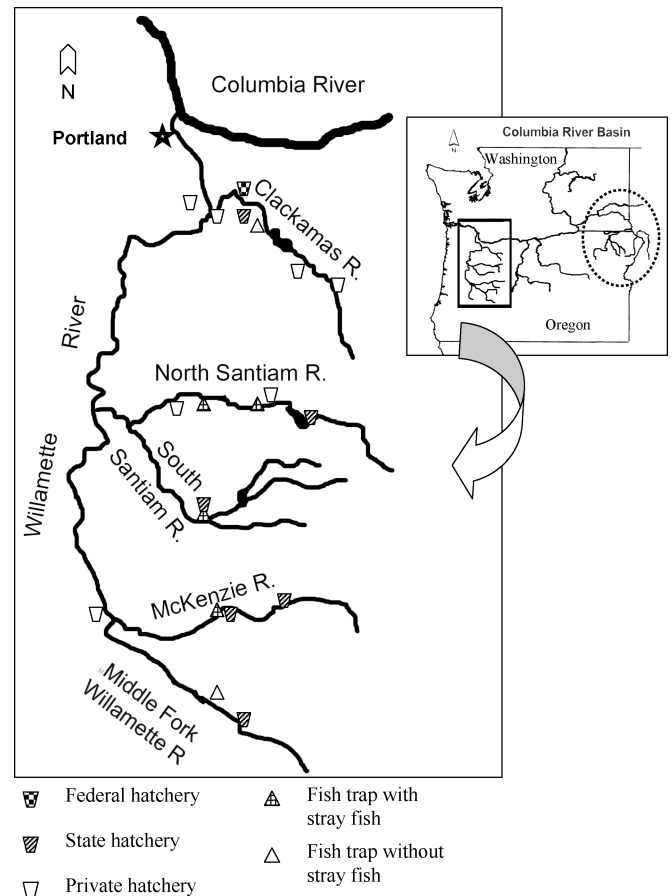 Columbia River
N
Portland
Clackamas R.
River
North Santiam R.
South
Santiam R.
Willamette
McKenzie R.
Middle Fork
Willamette R
Columbia River Basin
N
Washington
Oregon
Federal hatchery
State hatchery
Private hatchery
Fish trap with
stray fish
Fish trap without
stray fish